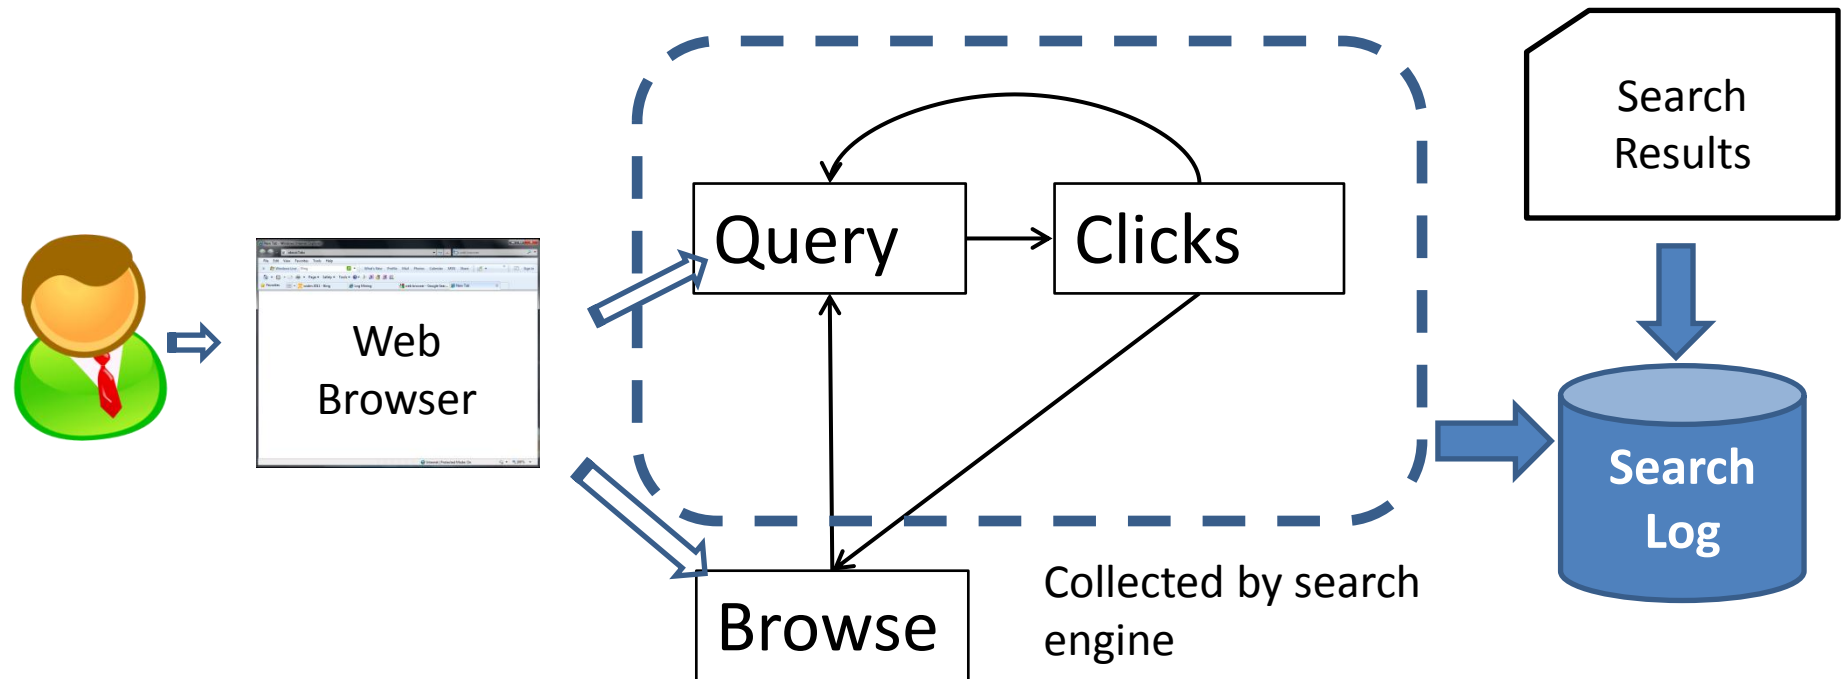 Search
Results
Query
Clicks
Web
Browser
Search
Log
Collected by search
engine
Browse